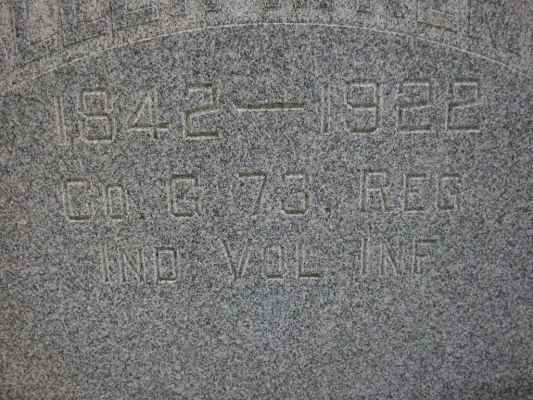 1842—1922
Co. G 73. Reg
Ind Vol Inf